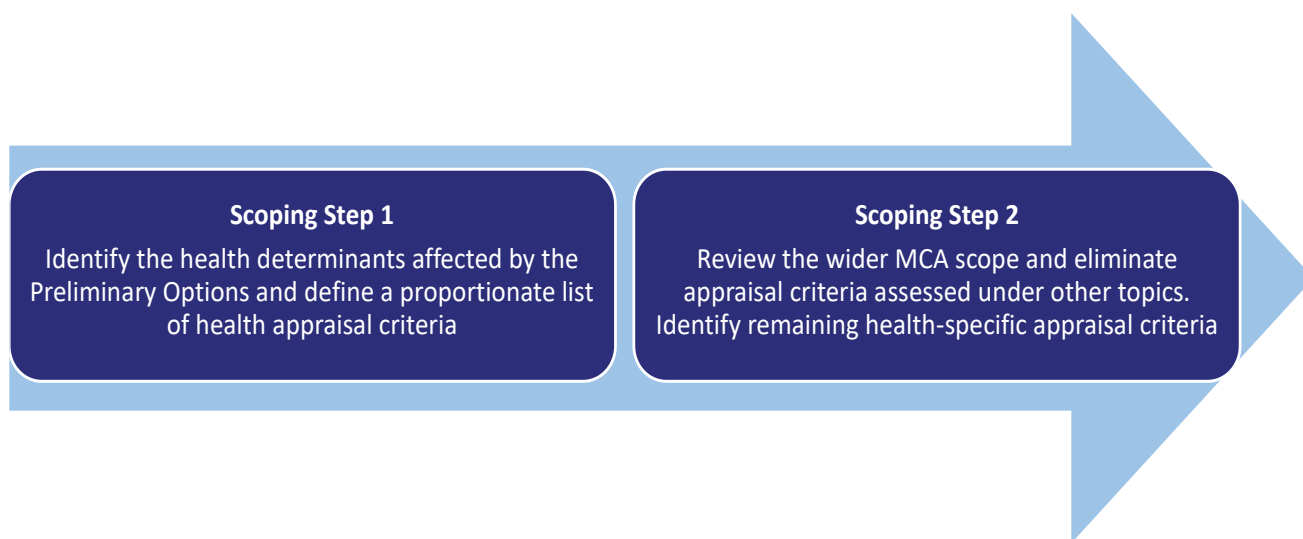 Scoping Step 1
Identify the health determinants affected by the
Preliminary Options and define a proportionate list
of health appraisal criteria
Scoping Step 2
Review the wider MCA scope and eliminate
appraisal criteria assessed under other topics.
Identify remaining health-specific appraisal criteria